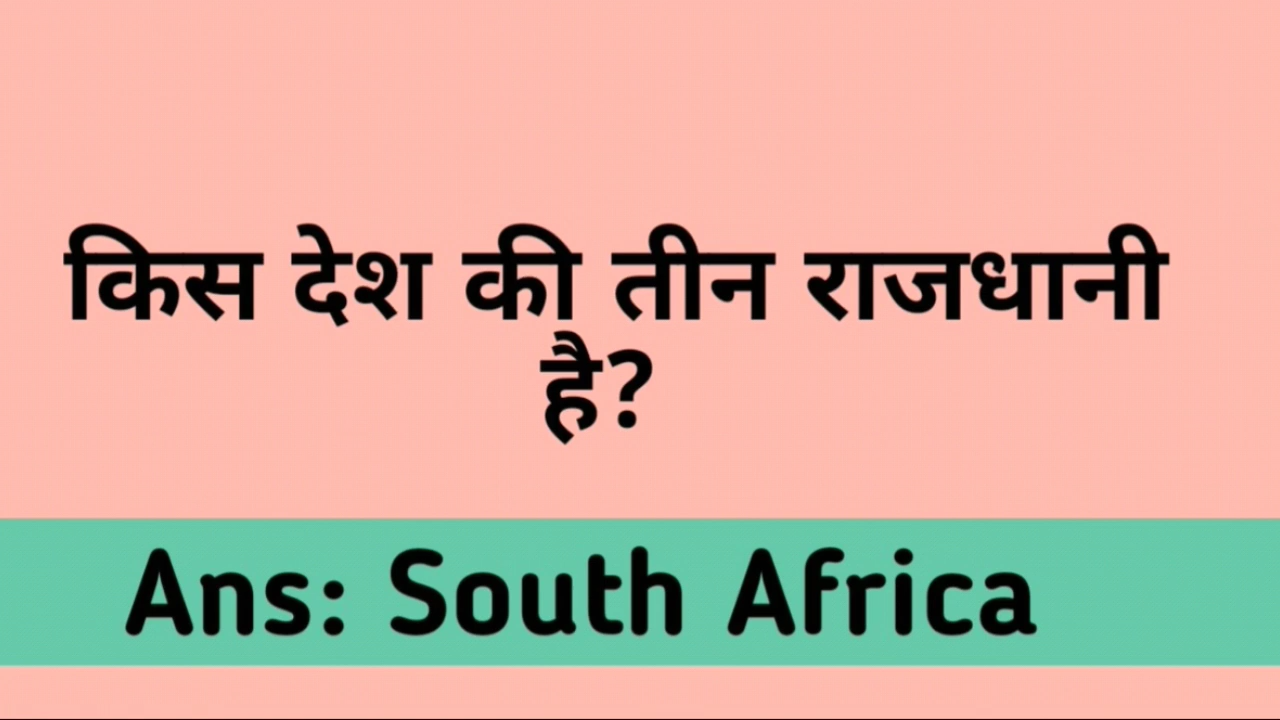 किस देश की तीन राजधानी
है?
Ans: South Africa